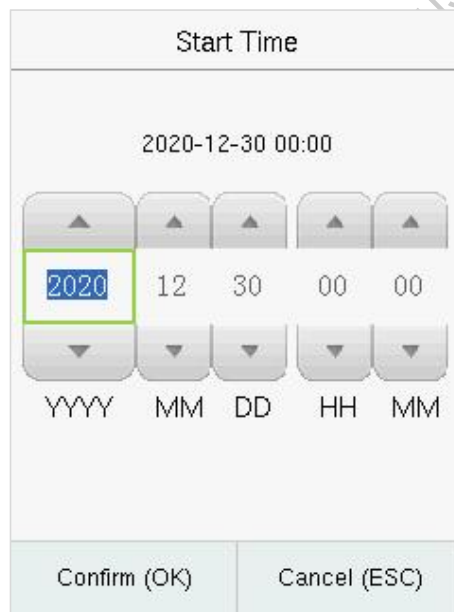 Start Time
2020-12-30 00:00
2020 12 30 00 00
YYYY MM DD HH MM
Confirm (OK) Cancel (ESC)